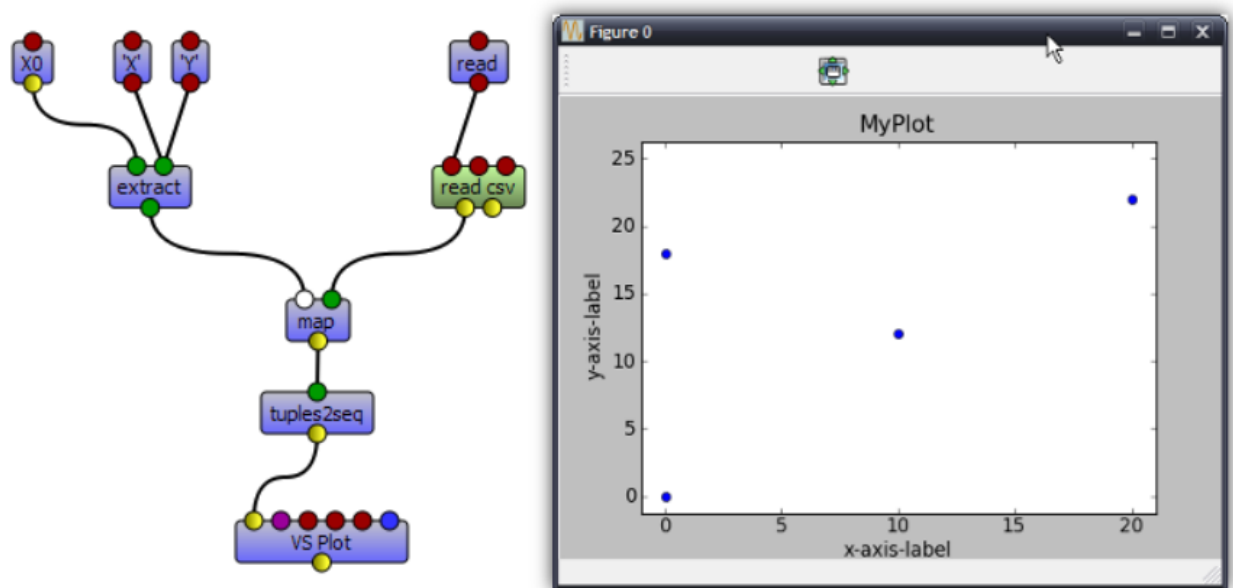 X0
'X'
'Y'
read
extract
read csv
map
tuples2seq
VS Plot
Figure 0
MyPlot
25
20
15
10
5
0
y-axis-label
0
5
10
15
20
x-axis-label